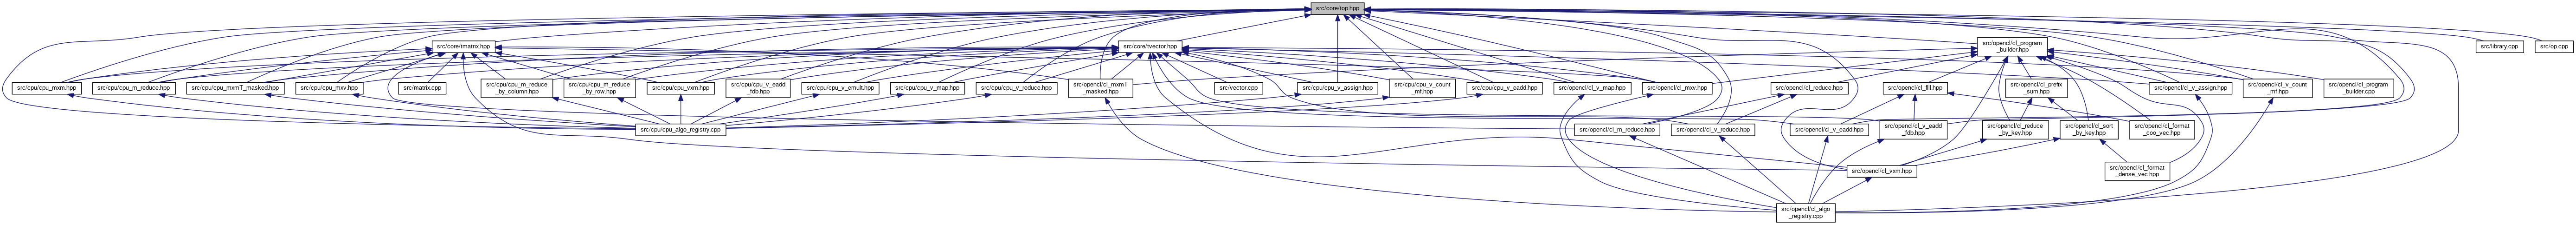 src/core/top.hpp
src/core/tmatrix.hpp
src/core/tvector.hpp
src/opencl/cl_program
_builder.hpp
src/library.cpp
src/op.cpp
src/cpu/cpu_mxm.hpp
src/cpu/cpu_m_reduce.hpp
src/cpu/cpu_mxmT_masked.hpp
src/cpu/cpu_mxv.hpp
src/matrix.cpp
src/cpu/cpu_m_reduce
_by_column.hpp
src/cpu/cpu_m_reduce
_by_row.hpp
src/cpu/cpu_vxm.hpp
src/cpu/cpu_v_eadd
_fdb.hpp
src/cpu/cpu_v_emult.hpp
src/cpu/cpu_v_map.hpp
src/cpu/cpu_v_reduce.hpp
src/opencl/cl_mxmT
_masked.hpp
src/vector.cpp
src/cpu/cpu_v_assign.hpp
src/cpu/cpu_v_count
_mf.hpp
src/cpu/cpu_v_eadd.hpp
src/opencl/cl_v_map.hpp
src/opencl/cl_mxv.hpp
src/opencl/cl_reduce.hpp
src/opencl/cl_fill.hpp
src/opencl/cl_prefix
_sum.hpp
src/opencl/cl_v_assign.hpp
src/opencl/cl_v_count
_mf.hpp
src/opencl/cl_program
_builder.cpp
src/cpu/cpu_algo_registry.cpp
src/opencl/cl_m_reduce.hpp
src/opencl/cl_v_reduce.hpp
src/opencl/cl_v_eadd.hpp
src/opencl/cl_v_eadd
_fdb.hpp
src/opencl/cl_reduce
_by_key.hpp
src/opencl/cl_sort
_by_key.hpp
src/opencl/cl_format
_coo_vec.hpp
src/opencl/cl_vxm.hpp
src/opencl/cl_format
_dense_vec.hpp
src/opencl/cl_algo
_registry.cpp